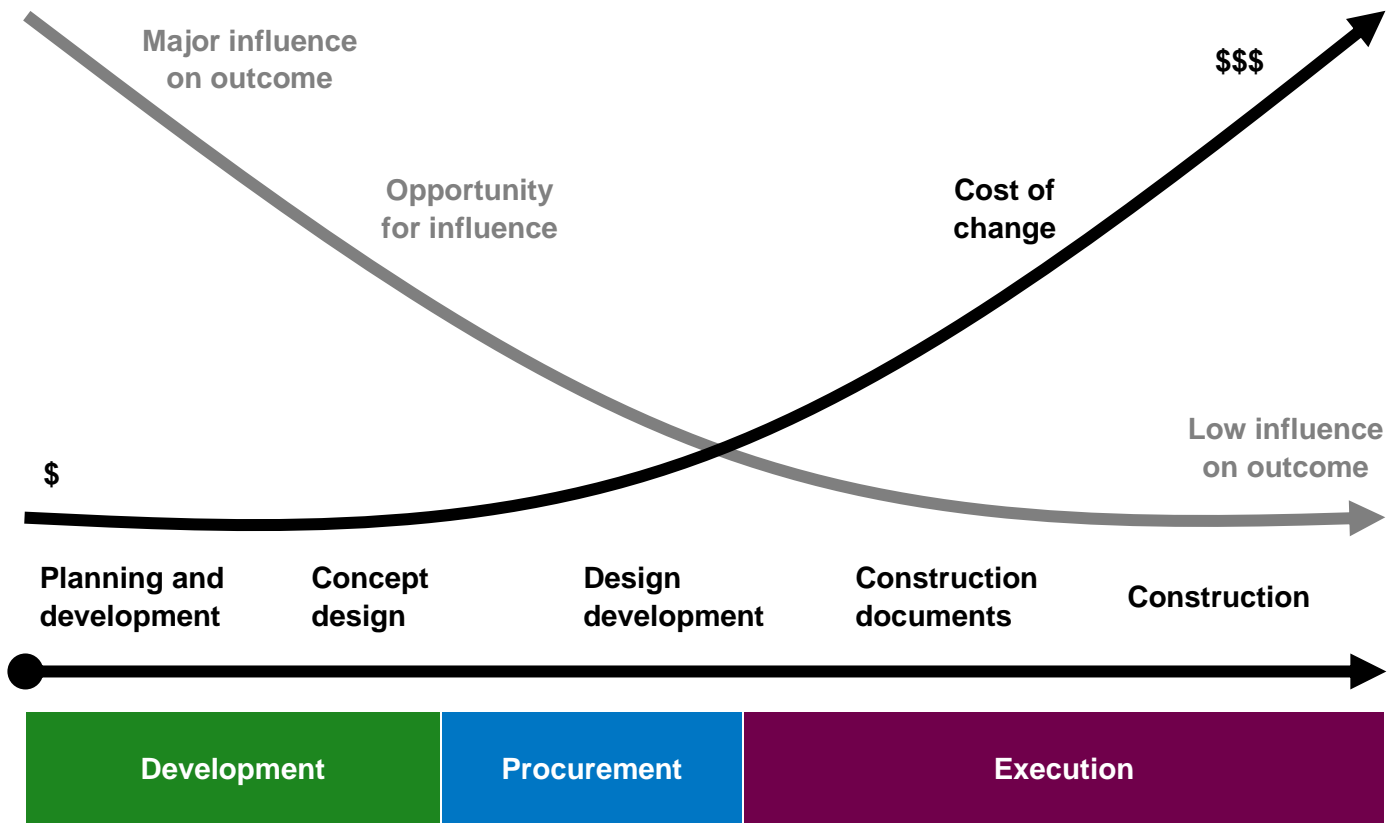 Major influence
on outcome
$$$
Opportunity
for influence
Cost of
change
Low influence
on outcome
$
Planning and
development
Concept
design
Design
development
Construction
documents
Construction
Development
Procurement
Execution